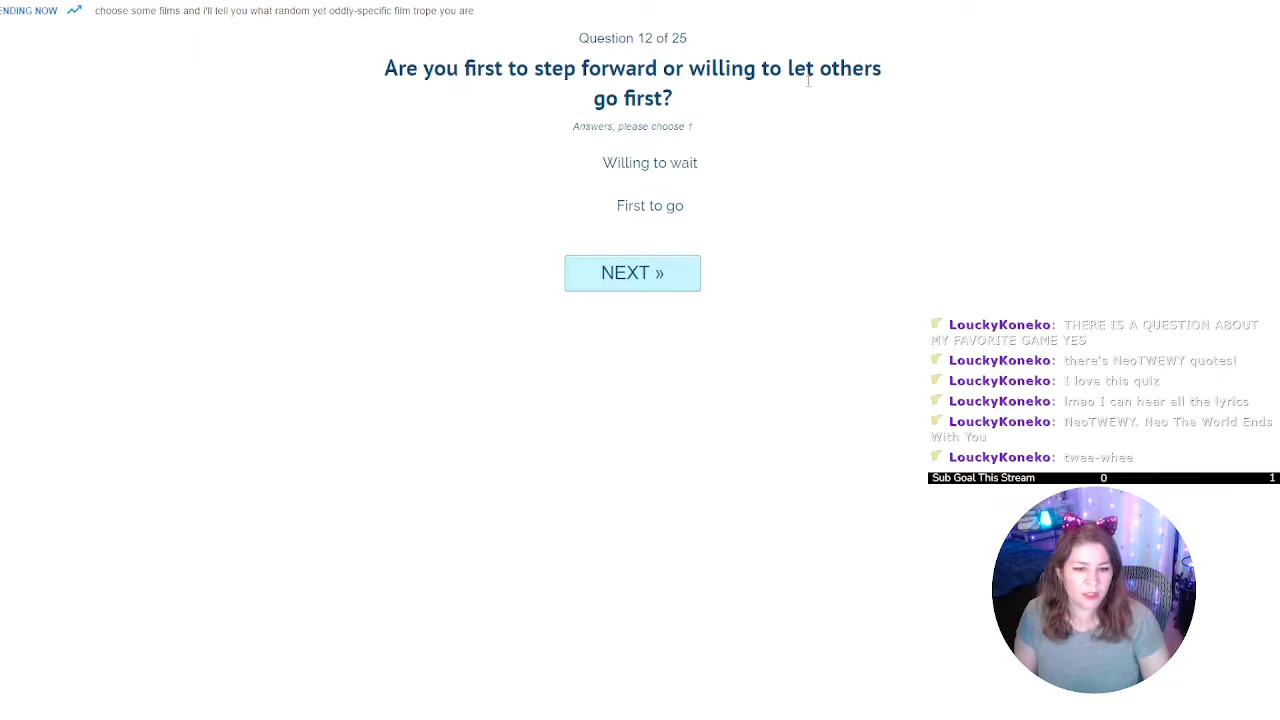 ENDING NOW choose some films and i'll tell you what random yet oddly-specific film trope you are
Question 12 of 25
Are you first to step forward or willing to let others
go first?
Answers, please choose 1
Willing to wait
First to go
NEXT »
LouckyKoneko: THERE IS A QUESTION ABOUT
MY FAVORITE GAME YES
LouckyKoneko: there's NeoTWEWY quotes!
LouckyKoneko: I love this quiz
LouckyKoneko: lmao I can hear all the lyrics
LouckyKoneko: NeoTWEWY. Neo The World Ends
With You
LouckyKoneko: twee-whee
Sub Goal This Stream 0 1